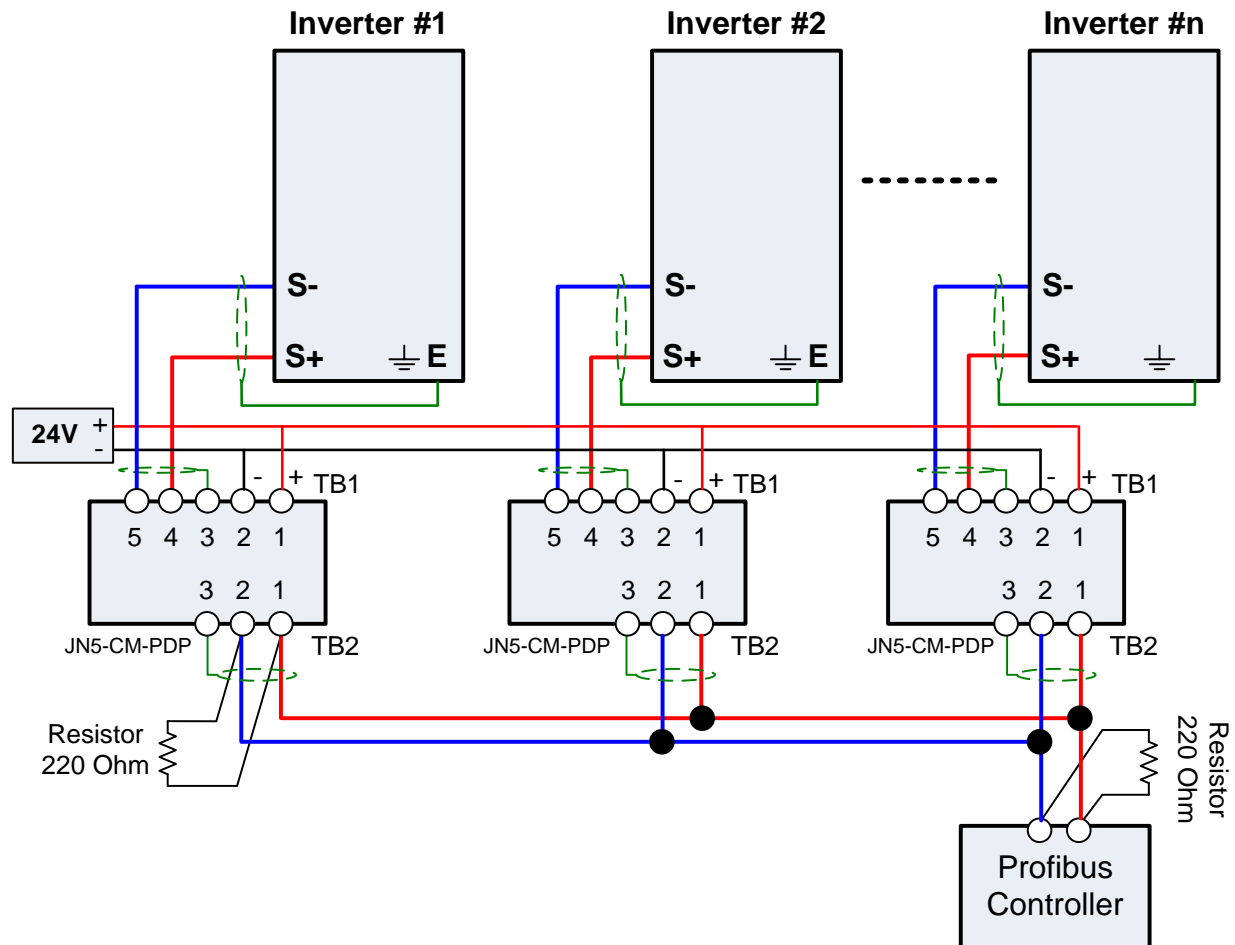 Inverter #1
Inverter #2
Inverter #n
S-
S-
S-
S+
E
S+
E
S+
24V
+
-
- + TB1
- + TB1
- + TB1
5 4 3 2 1
5 4 3 2 1
5 4 3 2 1
3 2 1
3 2 1
3 2 1
JN5-CM-PDP
TB2
JN5-CM-PDP
TB2
JN5-CM-PDP
TB2
Resistor
220 Ohm
Resistor
220 Ohm
Profibus
Controller